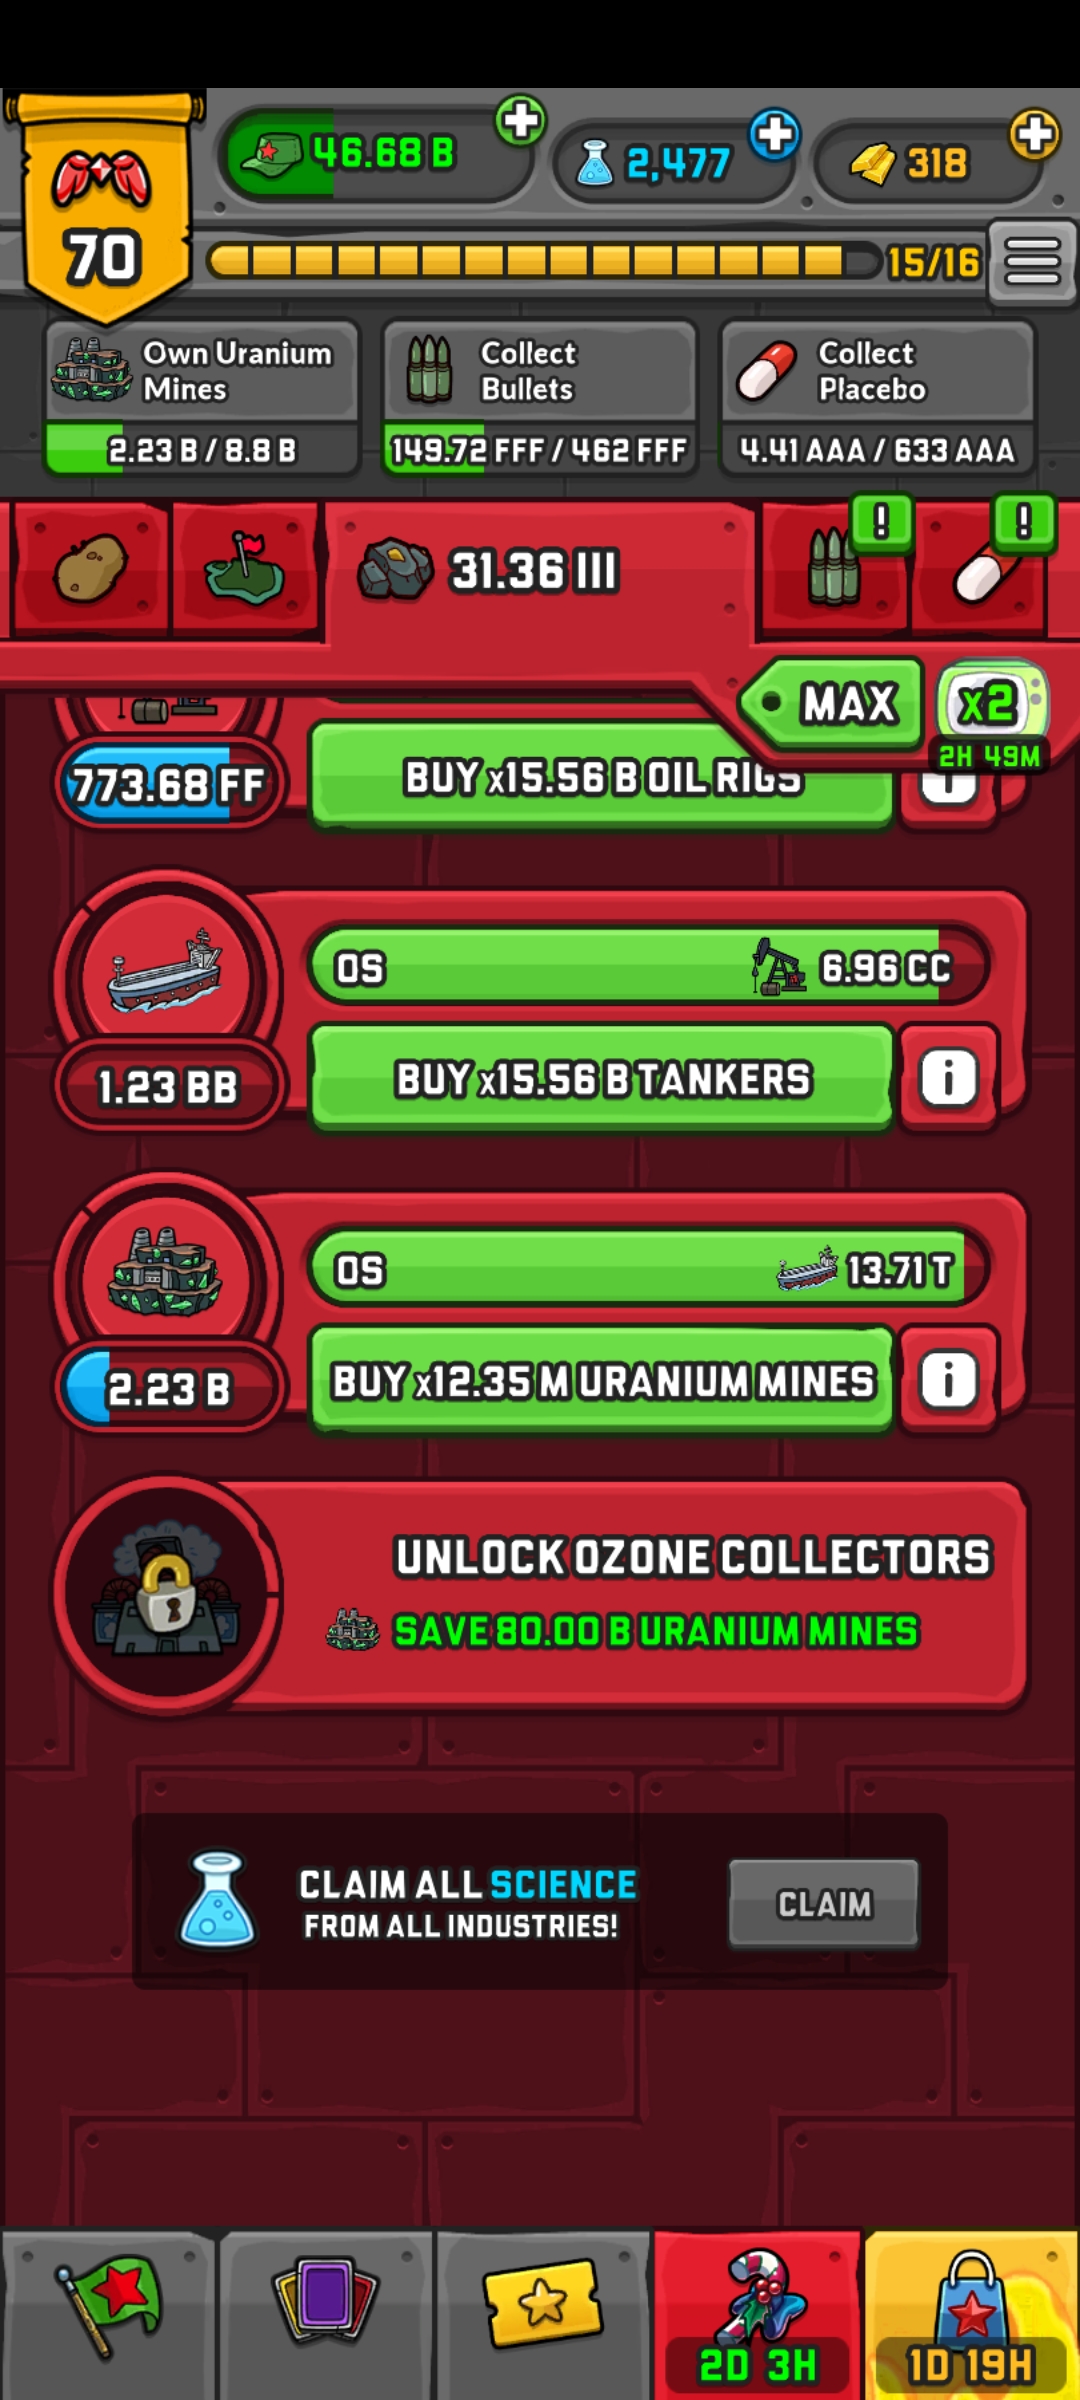 46.68 B
2,477
318
70
15/16
Own Uranium Mines
2.23 B / 8.8 B
Collect Bullets
149.72 FFF / 462 FFF
Collect Placebo
4.41 AAA / 633 AAA
!
!
31.36 III
MAX
x2
2H 49M
773.68 FF
BUY x15.56 B OIL RIGS
0S
6.96 CC
1.23 BB
BUY x15.56 B TANKERS
i
0S
13.71 T
2.23 B
BUY x12.35 M URANIUM MINES
i
UNLOCK OZONE COLLECTORS
SAVE 80.00 B URANIUM MINES
CLAIM ALL SCIENCE
FROM ALL INDUSTRIES!
CLAIM
2D 3H
1D 19H